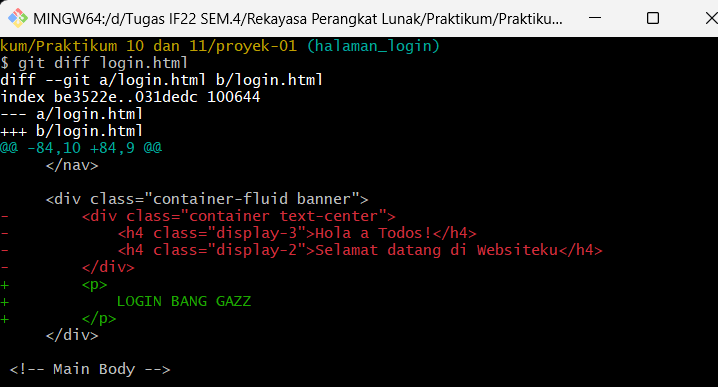 MINGW64:/d/Tugas IF22 SEM.4/Rekayasa Perangkat Lunak/Praktikum/Praktiku...
kum/Praktikum 10 dan 11/proyek-01 (halaman_login)
$ git diff login.html
diff --git a/login.html b/login.html
index be3522e..031dedc 100644
--- a/login.html
+++ b/login.html
@@ -84,10 +84,9 @@
     </nav>

     <div class="container-fluid banner">
-        <div class="container text-center">
-            <h4 class="display-3">Hola a Todos!</h4>
-            <h4 class="display-2">Selamat datang di Websiteku</h4>
-        </div>
+        <p>
+            LOGIN BANG GAZZ
+        </p>
     </div>

 <!-- Main Body -->